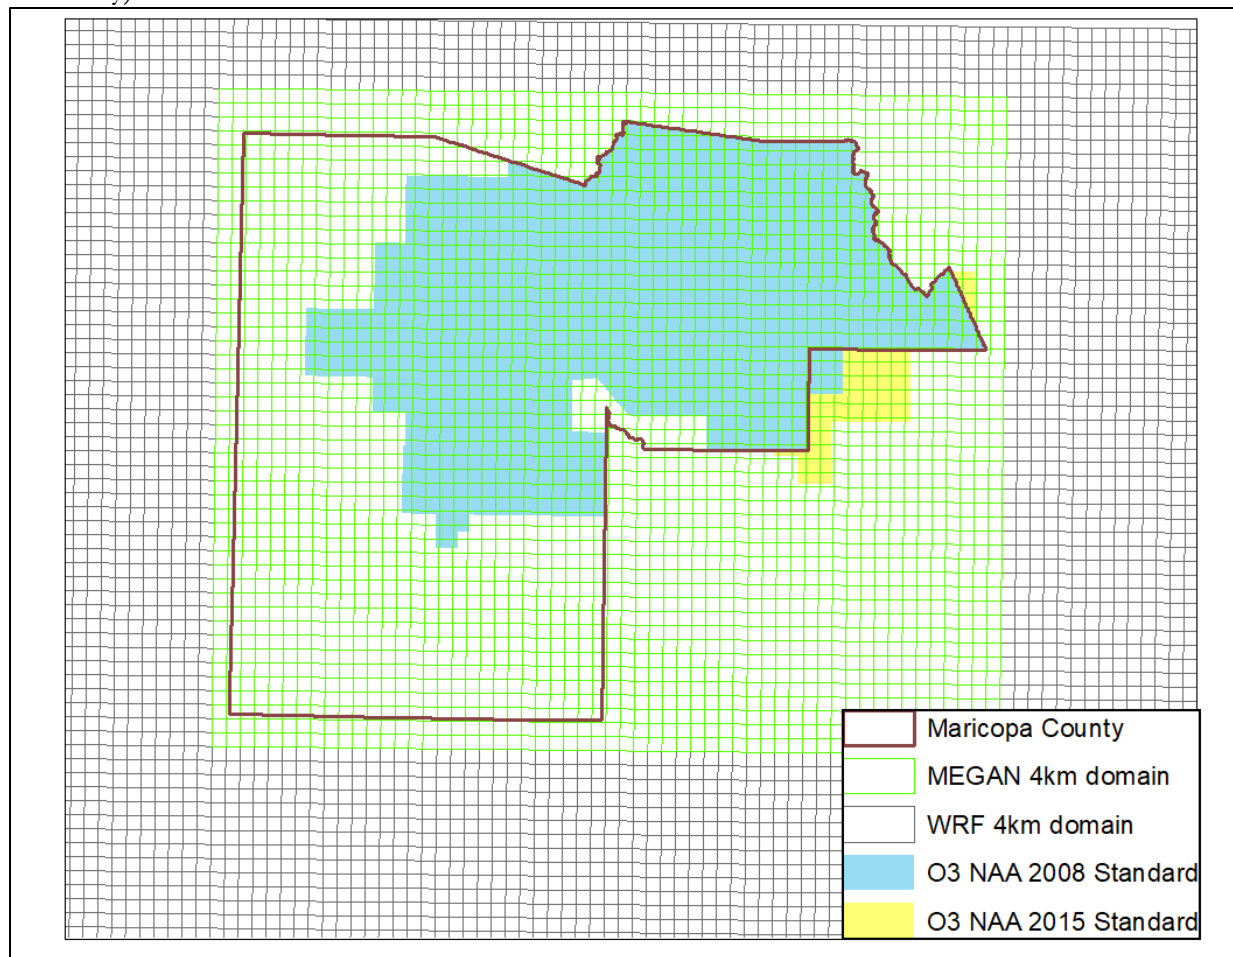 Maricopa County
MEGAN 4km domain
WRF 4km domain
O3 NAA 2008 Standard
O3 NAA 2015 Standard